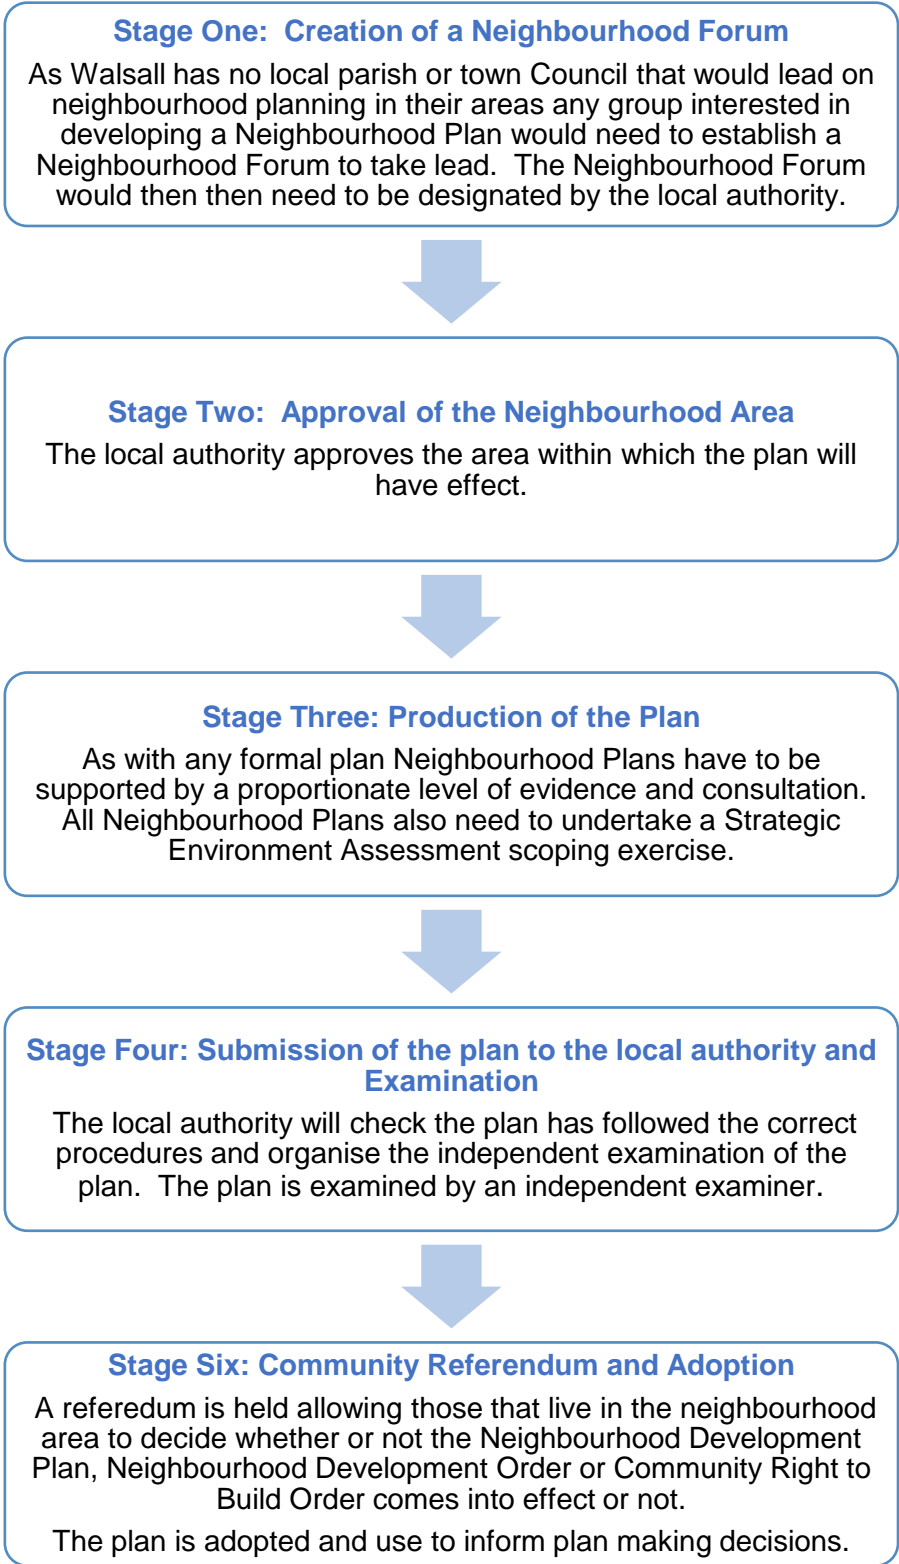 Stage One:  Creation of a Neighbourhood Forum
As Walsall has no local parish or town Council that would lead on
neighbourhood planning in their areas any group interested in
developing a Neighbourhood Plan would need to establish a
Neighbourhood Forum to take lead.  The Neighbourhood Forum
would then then need to be designated by the local authority.
Stage Two:  Approval of the Neighbourhood Area
The local authority approves the area within which the plan will
have effect.
Stage Three: Production of the Plan
As with any formal plan Neighbourhood Plans have to be
supported by a proportionate level of evidence and consultation.
All Neighbourhood Plans also need to undertake a Strategic
Environment Assessment scoping exercise.
Stage Four: Submission of the plan to the local authority and
Examination
The local authority will check the plan has followed the correct
procedures and organise the independent examination of the
plan.  The plan is examined by an independent examiner.
Stage Six: Community Referendum and Adoption
A referedum is held allowing those that live in the neighbourhood
area to decide whether or not the Neighbourhood Development
Plan, Neighbourhood Development Order or Community Right to
Build Order comes into effect or not.
The plan is adopted and use to inform plan making decisions.